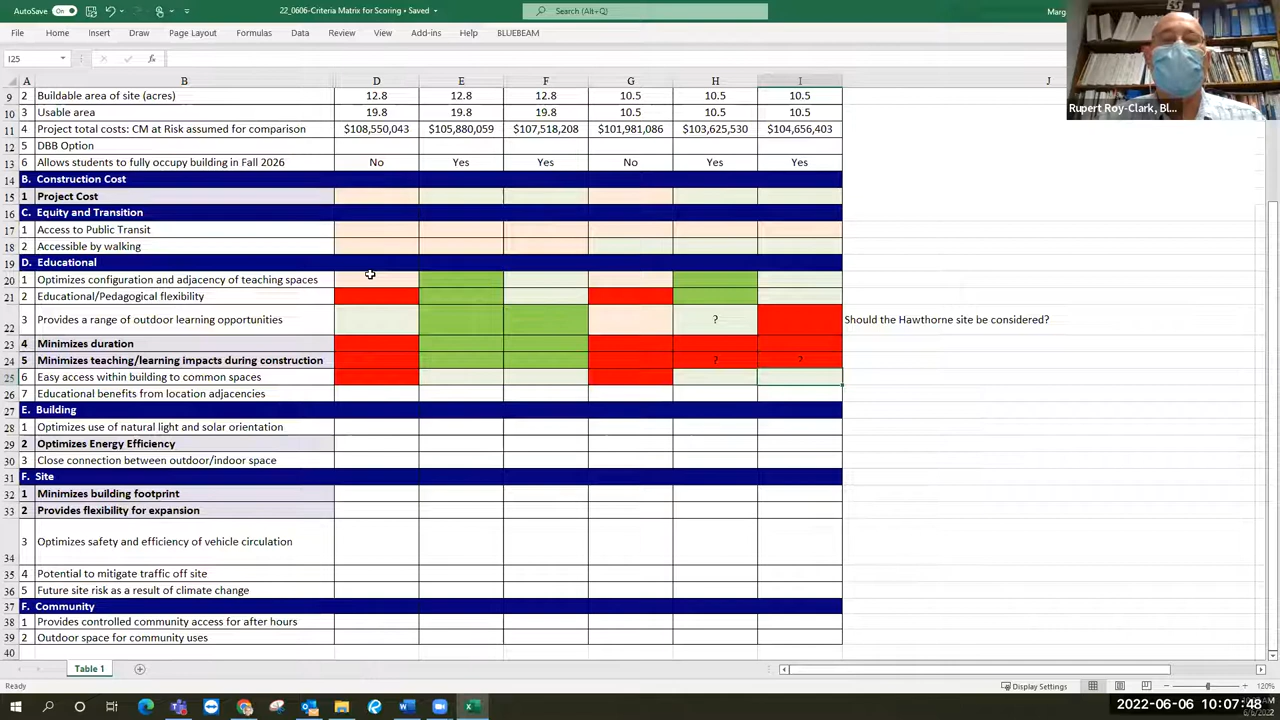 AutoSave On 22_0606-Criteria Matrix for Scoring • Saved Search (Alt+Q) Marg
File Home Insert Draw Page Layout Formulas Data Review View Automate Add-ins Help BLUEBEAM
I25 fx
A B D E F G H I J
9 2 Buildable area of site (acres) 12.8 12.8 12.8 10.5 10.5 10.5
10 3 Usable area 19.8 19.8 19.8 10.5 10.5 10.5
11 4 Project total costs: CM at Risk assumed for comparison $108,550,043 $105,880,059 $107,518,208 $101,981,086 $103,625,530 $104,656,403
12 5 DBB Option
13 6 Allows students to fully occupy building in Fall 2026 No Yes Yes No Yes Yes
14 B. Construction Cost
15 1 Project Cost
16 C. Equity and Transition
17 1 Access to Public Transit
18 2 Accessible by walking
19 D. Educational
20 1 Optimizes configuration and adjacency of teaching spaces
21 2 Educational/Pedagogical flexibility
22 3 Provides a range of outdoor learning opportunities ? Should the Hawthorne site be considered?
23 4 Minimizes duration
24 5 Minimizes teaching/learning impacts during construction ? ?
25 6 Easy access within building to common spaces
26 7 Educational benefits from location adjacencies
27 E. Building
28 1 Optimizes use of natural light and solar orientation
29 2 Optimizes Energy Efficiency
30 3 Close connection between outdoor/indoor space
31 F. Site
32 1 Minimizes building footprint
33 2 Provides flexibility for expansion
34 3 Optimizes safety and efficiency of vehicle circulation
35 4 Potential to mitigate traffic off site
36 5 Future site risk as a result of climate change
37 F. Community
38 1 Provides controlled community access for after hours
39 2 Outdoor space for community uses
40
Table 1
Ready Display Settings 120%
2022-06-06 10:07:48
Rupert Roy-Clark, Bl...